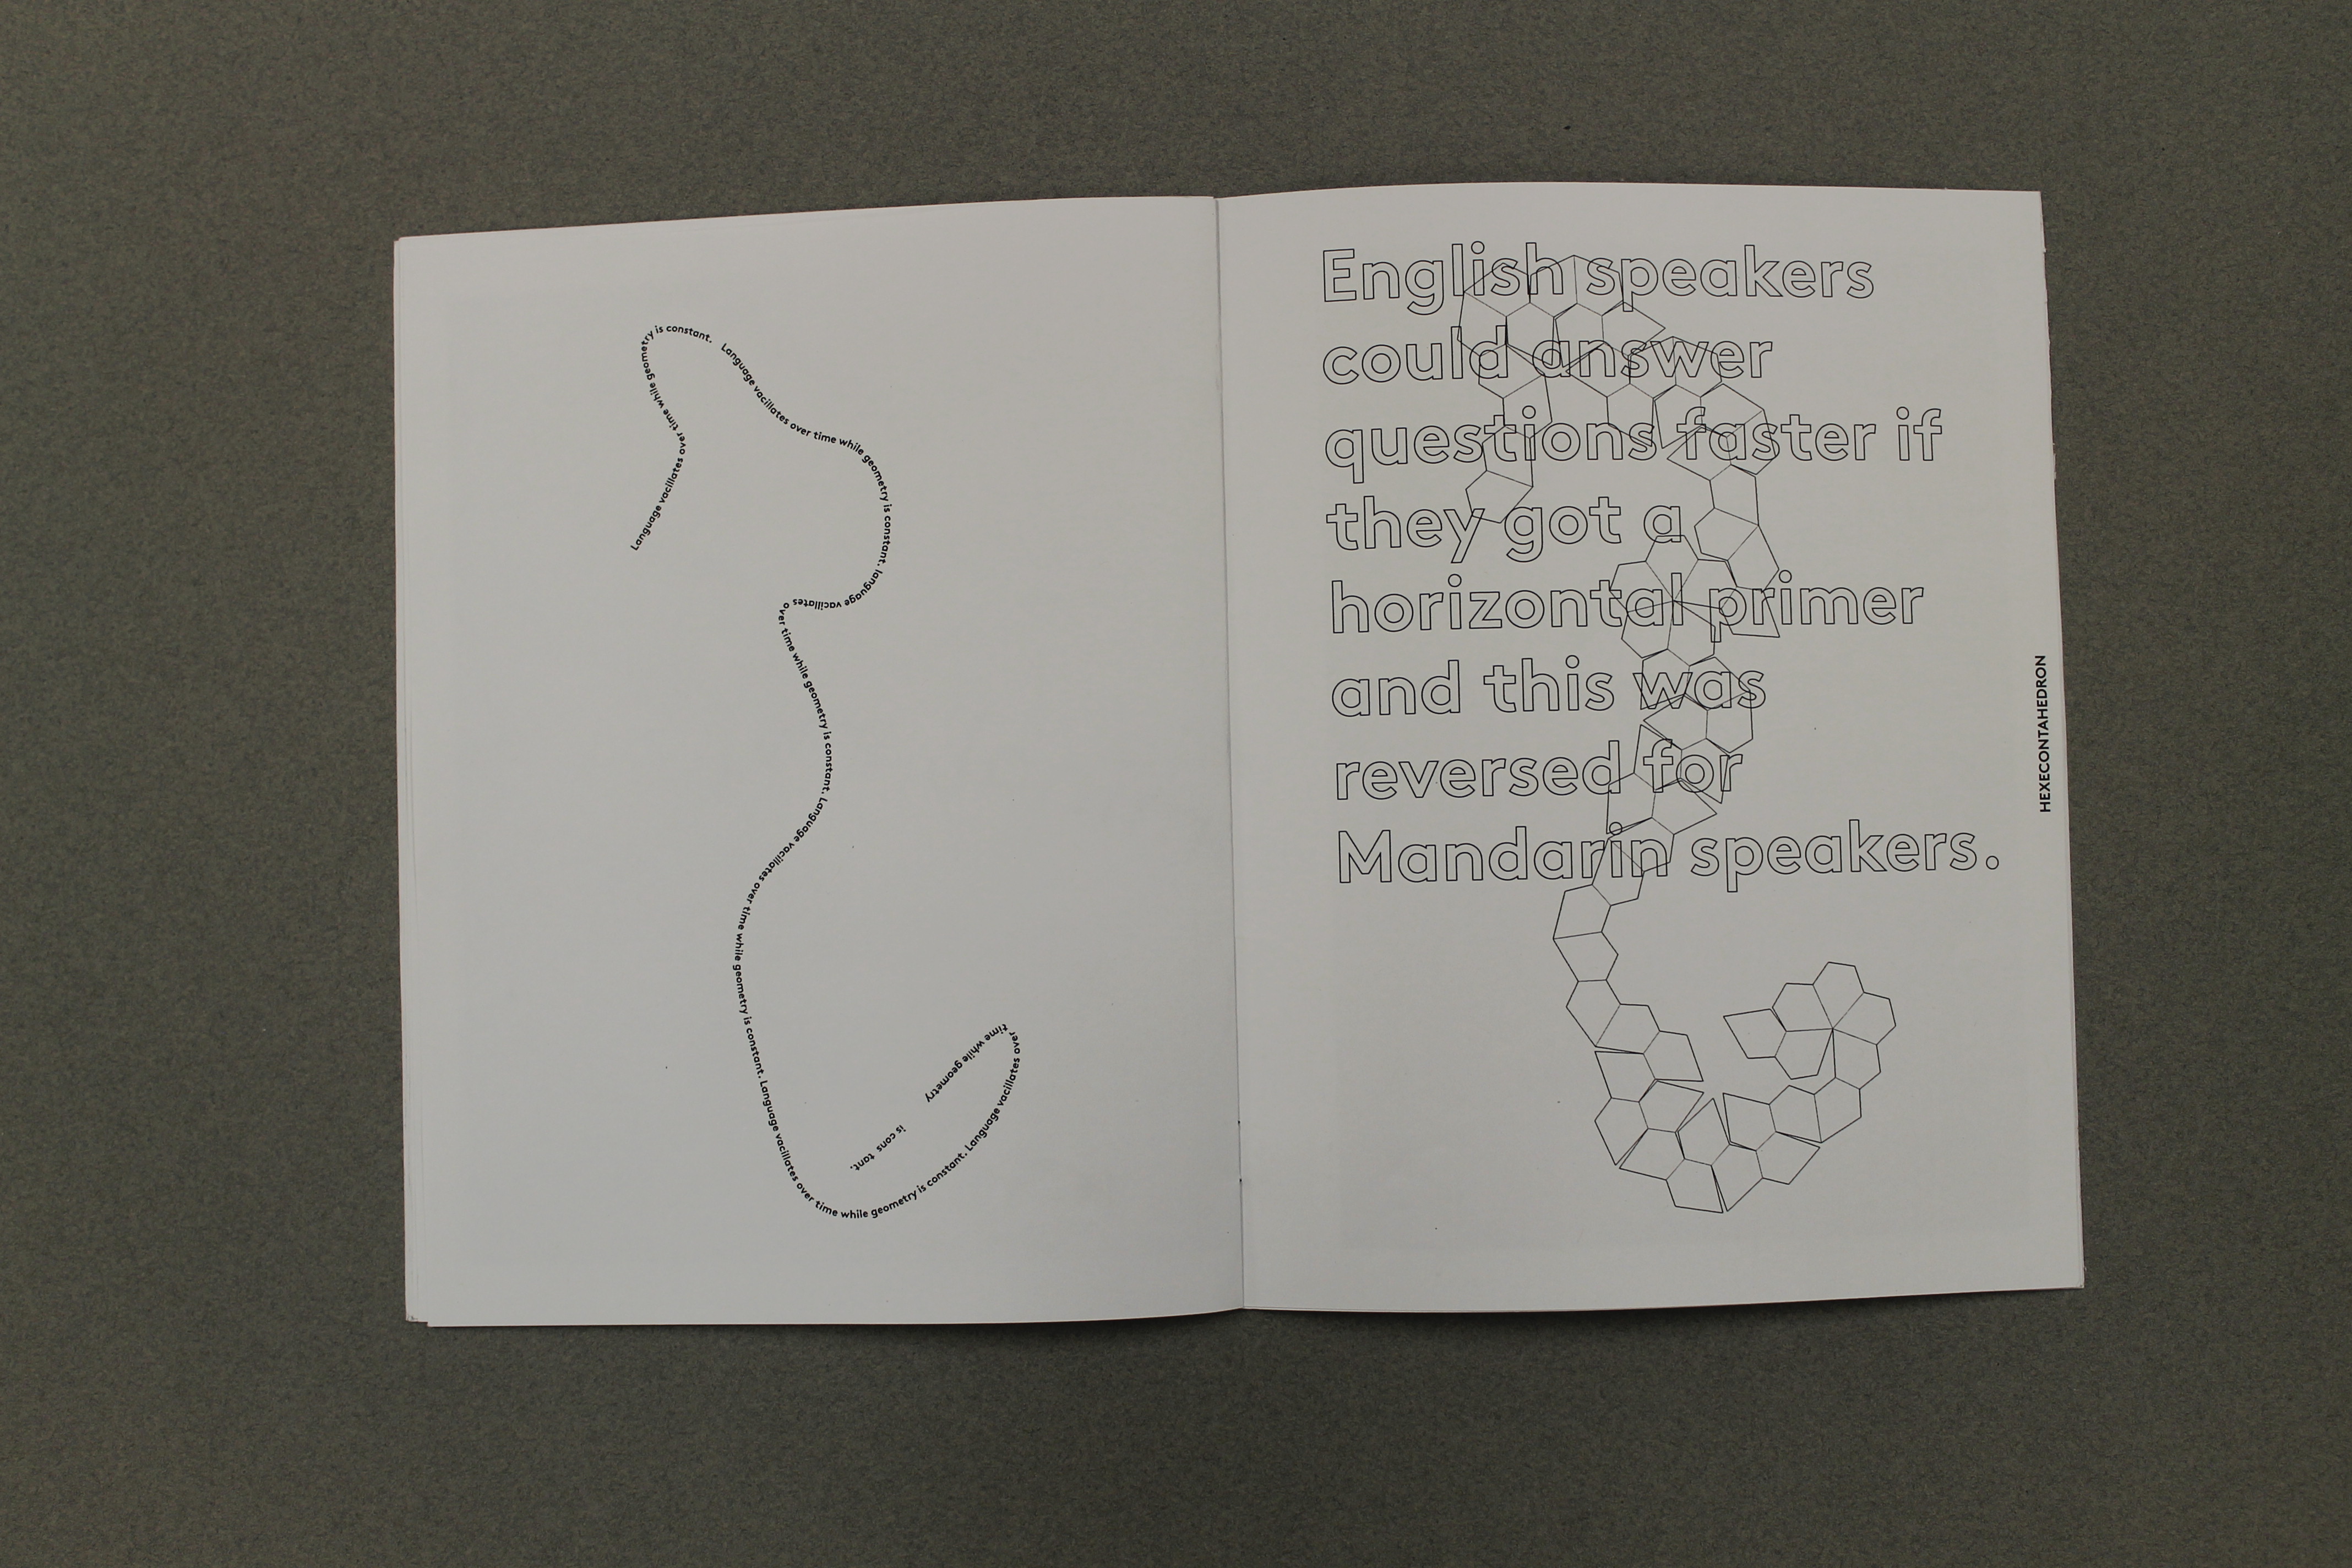 Language vacillates over time while geometry is constant. Language vacillates over time while geometry is constant. language vacillates over time while geometry is constant. Language vacillates over time while geometry is constant. Language vacillates over time while geometry is constant. Language vacillates over time while geometry is cons tant.
English speakers
could answer
questions faster if
they got a
horizontal primer
and this was
reversed for
Mandarin speakers.
HEXECONTAHEDRON